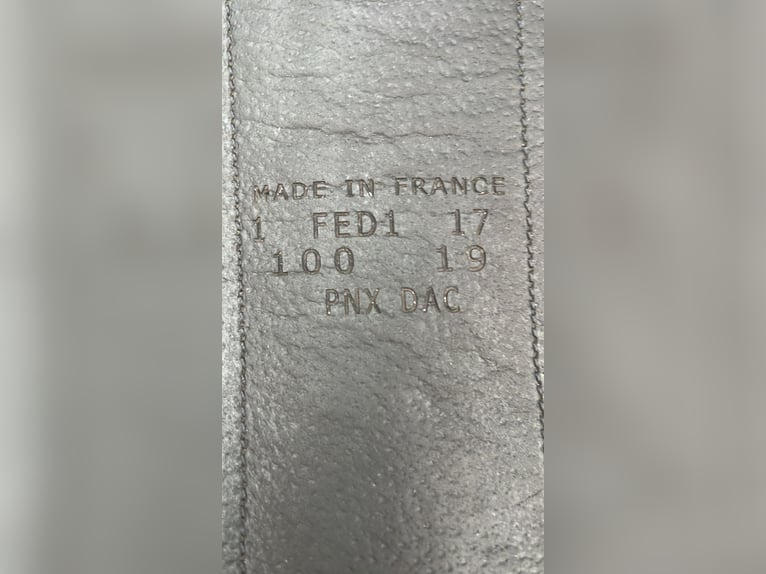 MADE IN FRANCE
1 FED1 17
100 19
PNX DAC